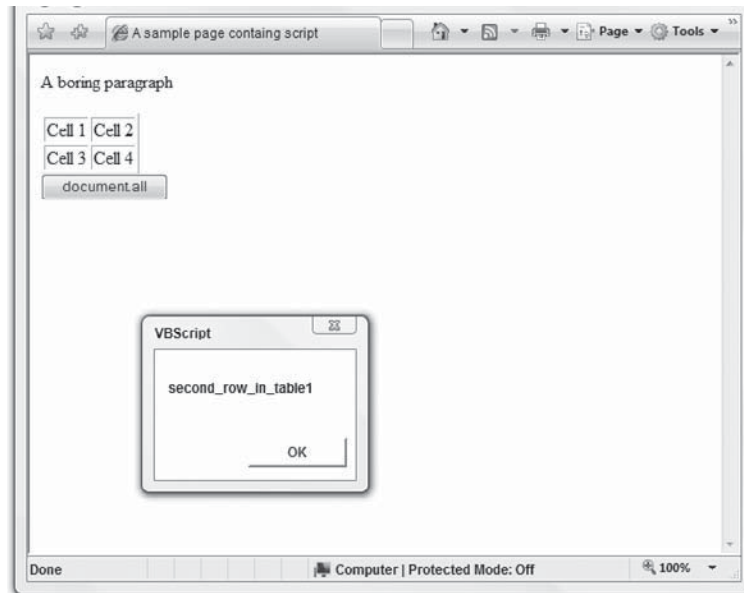 A sample page containg script
Page
Tools
A boring paragraph
Cell 1 Cell 2
Cell 3 Cell 4
document.all
VBScript
second_row_in_table1
OK
Done
Computer | Protected Mode: Off
100%